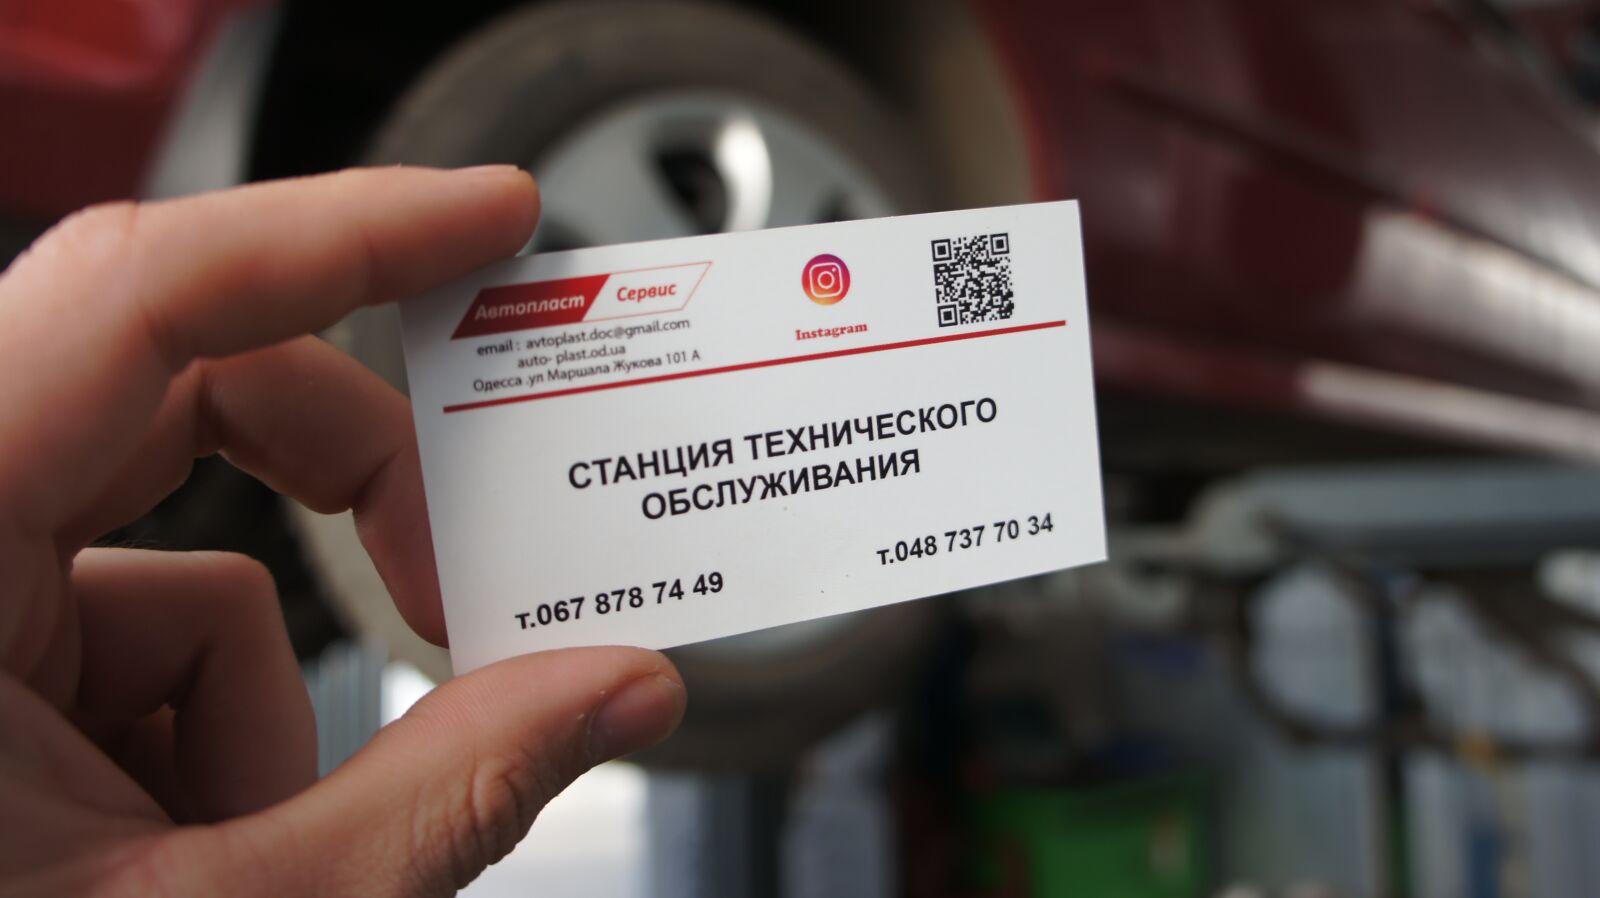 Автопласт Сервис
email : avtoplast.doc@gmail.com
auto- plast.od.ua
Одесса .ул Маршала Жукова 101 А
Instagram
СТАНЦИЯ ТЕХНИЧЕСКОГО
ОБСЛУЖИВАНИЯ
т.067 878 74 49
т.048 737 70 34